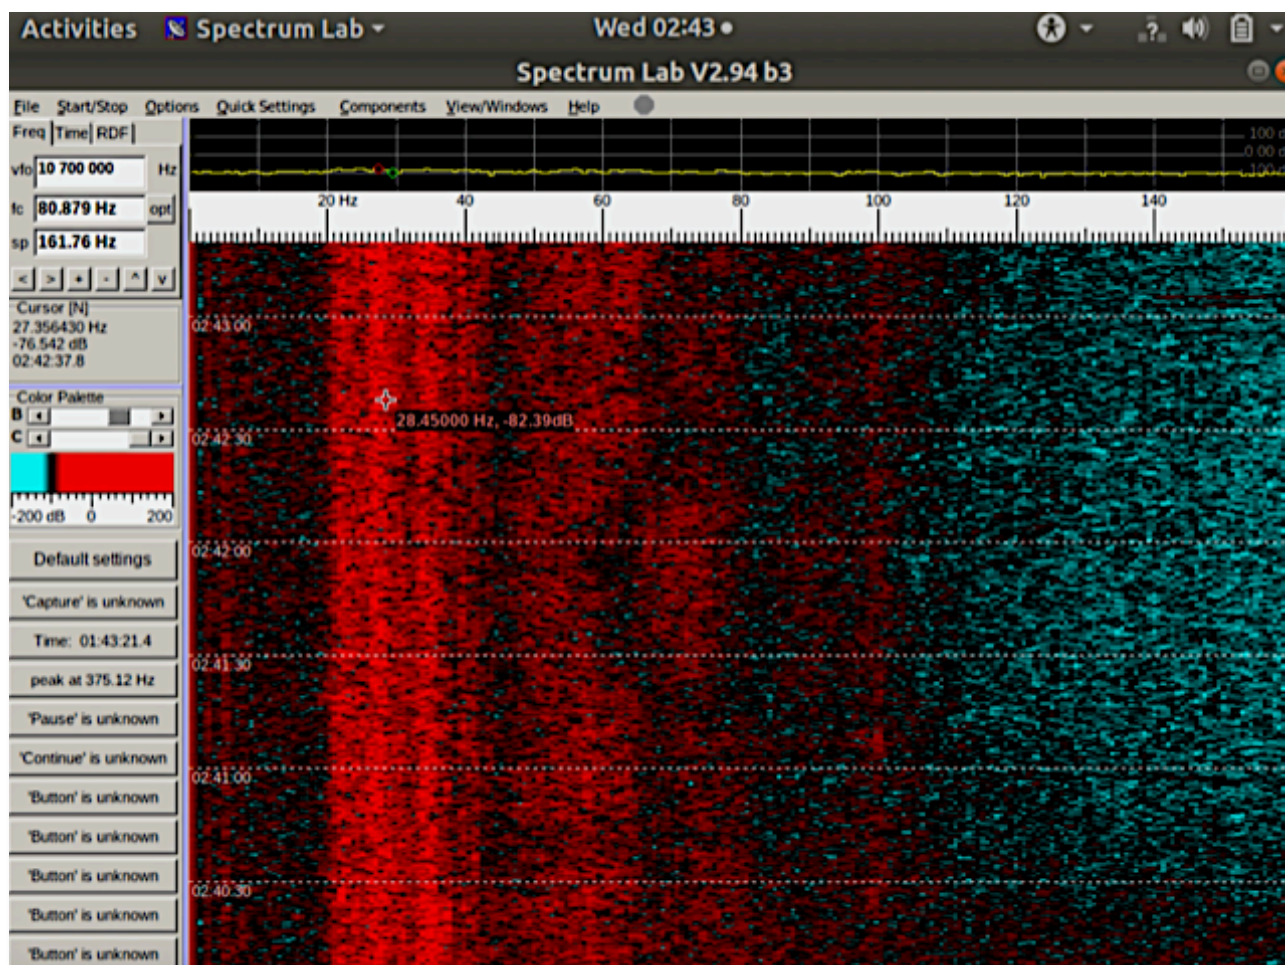 Activities Spectrum Lab Wed 02:43 ?
Spectrum Lab V2.94 b3
File Start/Stop Options Quick Settings Components View/Windows Help
Freq Time RDF
vfo 10 700 000 Hz
fc 80.879 Hz opt
sp 161.76 Hz
< > + - ^ v
Cursor [N]
27.356430 Hz
-76.542 dB
02:42:37.8
Color Palette
B
C
-200 dB 0 200
Default settings
'Capture' is unknown
Time: 01:43:21.4
peak at 375.12 Hz
'Pause' is unknown
'Continue' is unknown
'Button' is unknown
'Button' is unknown
'Button' is unknown
'Button' is unknown
'Button' is unknown
100 d
0 00 d
-100 d
20 Hz 40 60 80 100 120 140
02:43:00
28.45000 Hz, -82.39dB
02:42:30
02:42:00
02:41:30
02:41:00
02:40:30